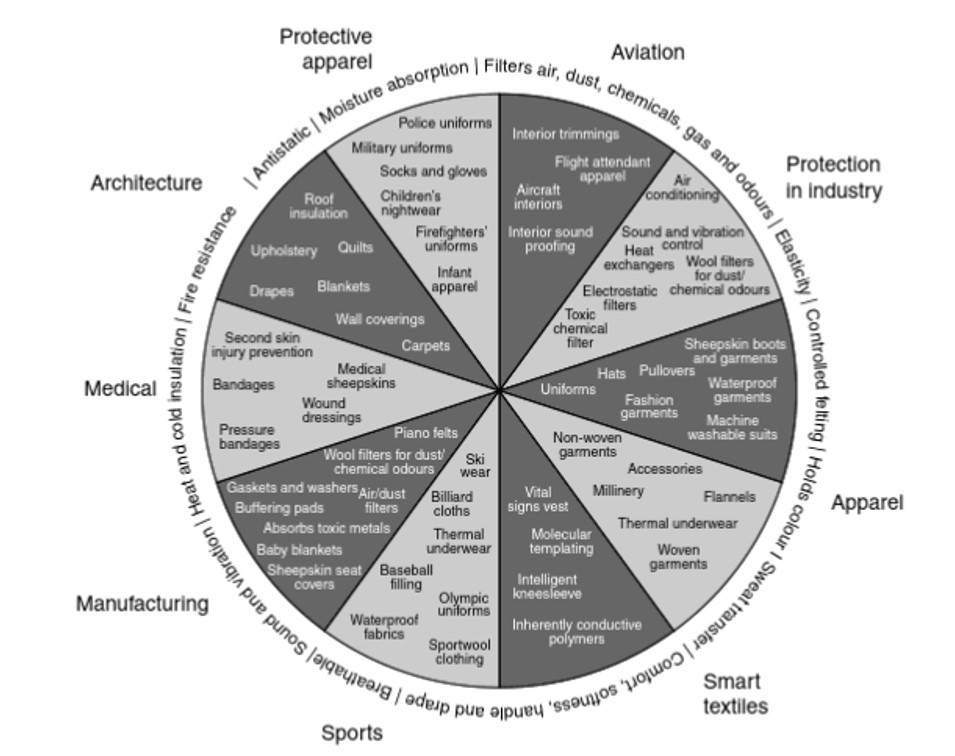 Protective
apparel
Aviation
Protection
in industry
Apparel
Smart
textiles
Sports
Manufacturing
Medical
Architecture
| Antistatic | Moisture absorption | Filters air, dust, chemicals, gas and odours | Elasticity | Controlled felting | Holds colour | Sweat transfer | Comfort, softness, handle and drape | Breathable| Sound and vibration | Heat and cold insulation | Fire resistance
Police uniforms
Military uniforms
Socks and gloves
Children's
nightwear
Firefighters'
uniforms
Infant
apparel
Interior trimmings
Flight attendant
apparel
Aircraft
interiors
Interior sound
proofing
Air
conditioning
Sound and vibration
control
Heat
exchangers
Wool filters
for dust/
chemical odours
Electrostatic
filters
Toxic
chemical
filter
Sheepskin boots
and garments
Pullovers
Hats
Uniforms
Waterproof
garments
Fashion
garments
Machine
washable suits
Non-woven
garments
Accessories
Millinery
Flannels
Thermal underwear
Woven
garments
Vital
signs vest
Molecular
templating
Intelligent
kneesleeve
Inherently conductive
polymers
Ski
wear
Billiard
cloths
Thermal
underwear
Baseball
filling
Olympic
uniforms
Waterproof
fabrics
Sportwool
clothing
Piano felts
Wool filters for dust/
chemical odours
Gaskets and washers
Air/dust
filters
Buffering pads
Absorbs toxic metals
Baby blankets
Sheepskin seat
covers
Second skin
injury prevention
Medical
sheepskins
Bandages
Wound
dressings
Pressure
bandages
Roof
insulation
Upholstery
Quilts
Drapes
Blankets
Wall coverings
Carpets